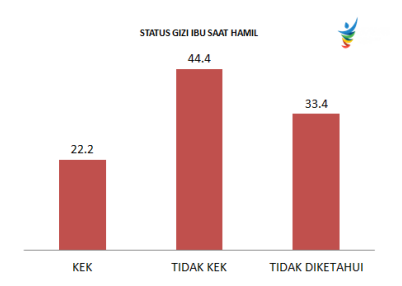 STATUS GIZI IBU SAAT HAMIL
44.4
33.4
22.2
KEK
TIDAK KEK
TIDAK DIKETAHUI